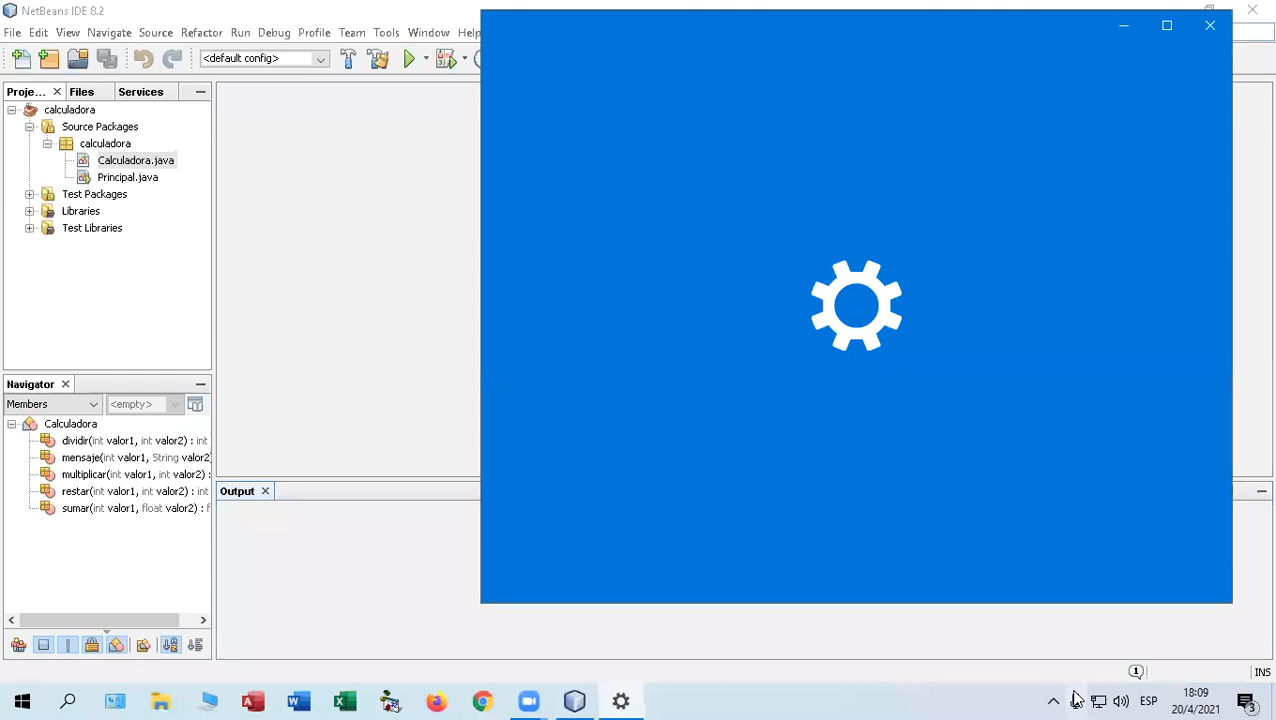 NetBeans IDE 8.2
File Edit View Navigate Source Refactor Run Debug Profile Team Tools Window Help
<default config>
Proje... Files Services
calculadora
Source Packages
calculadora
Calculadora.java
Principal.java
Test Packages
Libraries
Test Libraries
Navigator
Members <empty>
Calculadora
dividir(int valor1, int valor2) : int
mensaje(int valor1, String valor2)
multiplicar(int valor1, int valor2) :
restar(int valor1, int valor2) : int
sumar(int valor1, float valor2) : f
Output
1
INS
ESP
18:09
20/4/2021
3